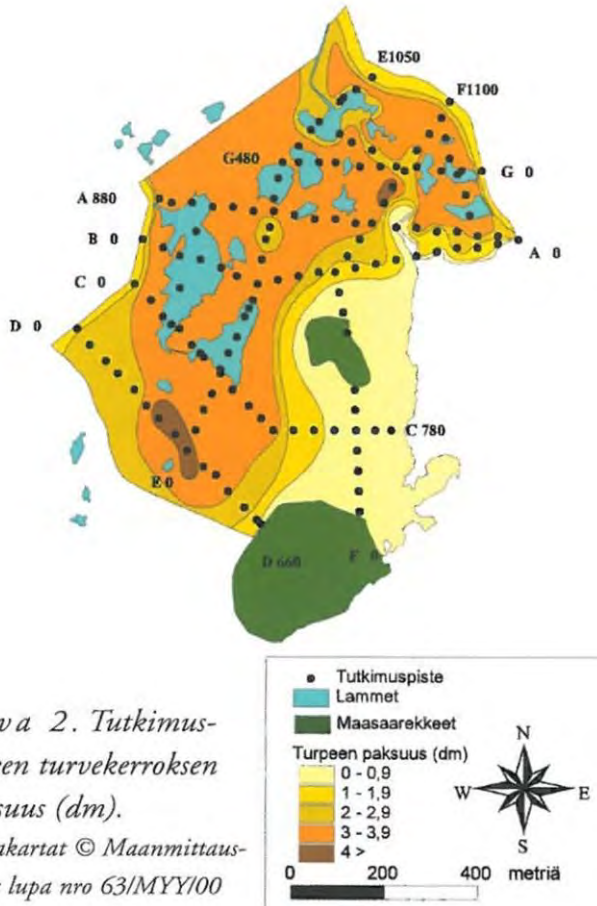 E1050
F1100
G480
G 0
A 880
B 0
A 0
C 0
D 0
C 780
E 0
D 660
F 0
Tutkimuspiste
Lammet
Maasaarekkeet
Turpeen paksuus (dm)
0 - 0,9
1 - 1,9
2 - 2,9
3 - 3,9
4 >
N
W
E
S
0 200 400 metriä
va 2. Tutkimus-
een turvekerroksen
suus (dm).
akartat © Maanmittaus-
s lupa nro 63/MYY/00